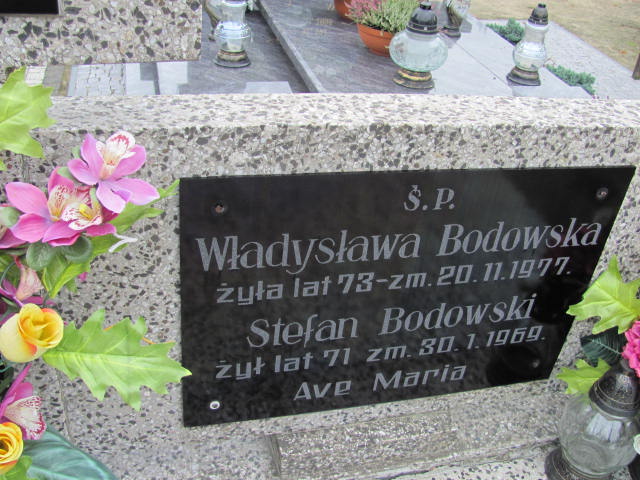 Ś.P.
Władysława Bodowska
żyła lat 73-zm. 20. 11. 1977.
Stefan Bodowski
żył lat 71 zm. 30. 1. 1969.
Ave Maria